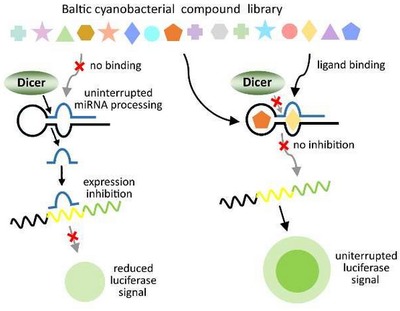 Baltic cyanobacterial compound library
no binding
ligand binding
Dicer
uninterrupted
miRNA processing
Dicer
no inhibition
expression
inhibition
reduced
luciferase
signal
uniterrupted
luciferase
signal